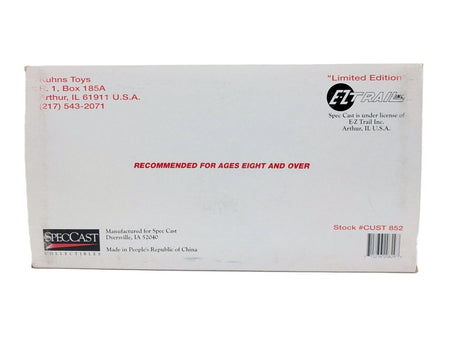 Kuhns Toys
R. 1, Box 185A
Arthur, IL 61911 U.S.A.
(217) 543-2071
"Limited Edition"
E-Z TRAIL INC.
Spec Cast is under license of
E-Z Trail Inc.
Arthur, IL U.S.A.
RECOMMENDED FOR AGES EIGHT AND OVER
SPECCAST
COLLECTIBLES
Manufactured for Spec Cast
Dyersville, IA 52040
Made in People's Republic of China
Stock #CUST 852